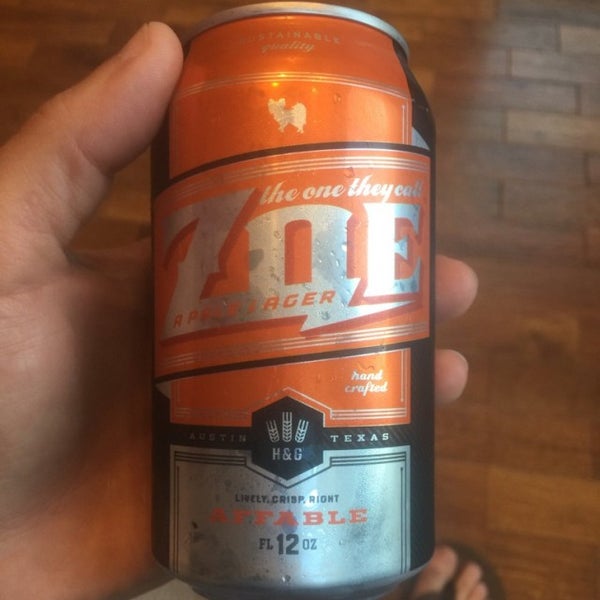 SUSTAINABLE
quality
the one they call
ZOE
A PALE LAGER
hand
crafted
AUSTIN TEXAS
H&G
LIVELY, CRISP, RIGHT
AFFABLE
FL 12 OZ